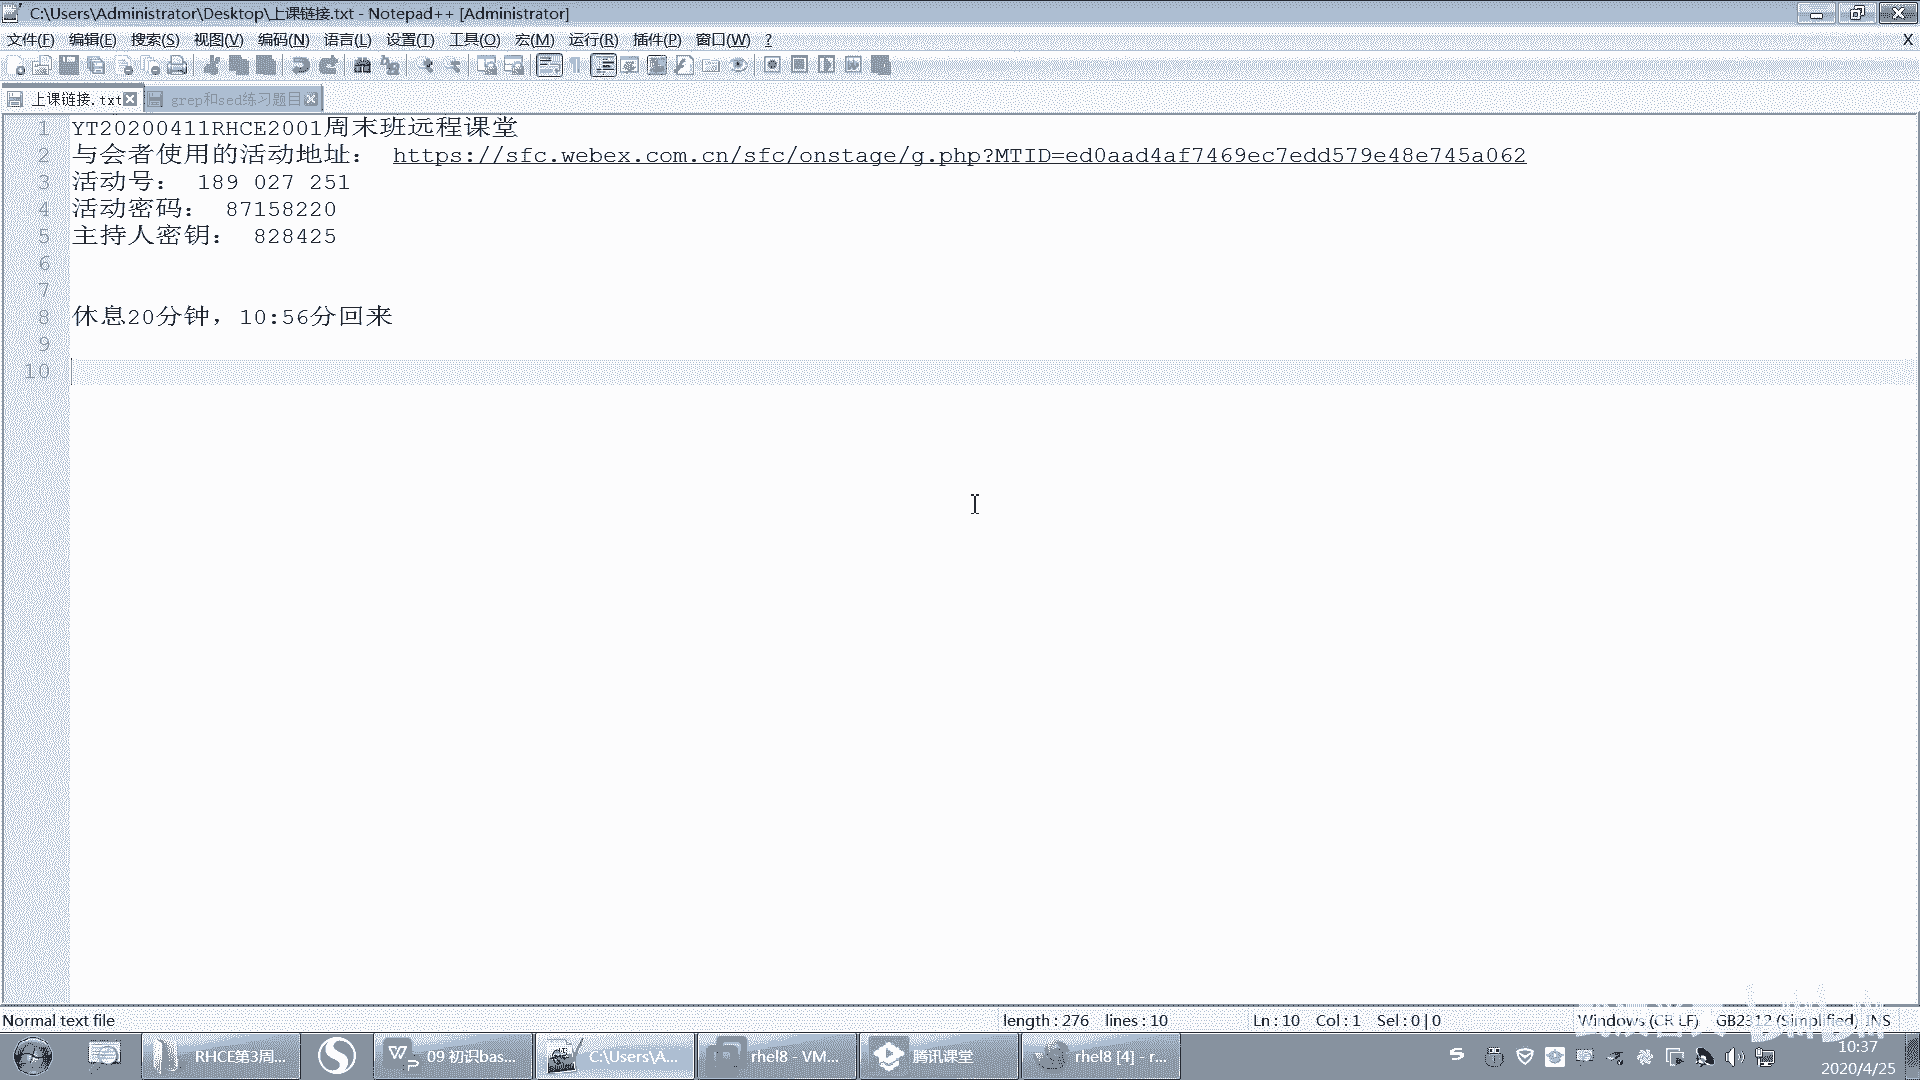 C:\Users\Administrator\Desktop\上课链接.txt - Notepad++ [Administrator]
文件(F) 编辑(E) 搜索(S) 视图(V) 编码(N) 语言(L) 设置(T) 工具(O) 宏(M) 运行(R) 插件(P) 窗口(W) ? X
上课链接.txt grep和sed练习题目
1 YT20200411RHCE2001周末班远程课堂
2 与会者使用的活动地址： https://sfc.webex.com.cn/sfc/onstage/g.php?MTID=ed0aad4af7469ec7edd579e48e745a062
3 活动号： 189 027 251
4 活动密码： 87158220
5 主持人密钥： 828425
6
7
8 休息20分钟，10:56分回来
9
10
Normal text file length : 276 lines : 10 Ln : 10 Col : 1 Sel : 0 | 0 Windows (CR LF) GB2312 (Simplified) INS
RHCE第3周... 09 初识bas... C:\Users\A... rhel8 - VM... 腾讯课堂 rhel8 [4] - r...
10:37
2020/4/25